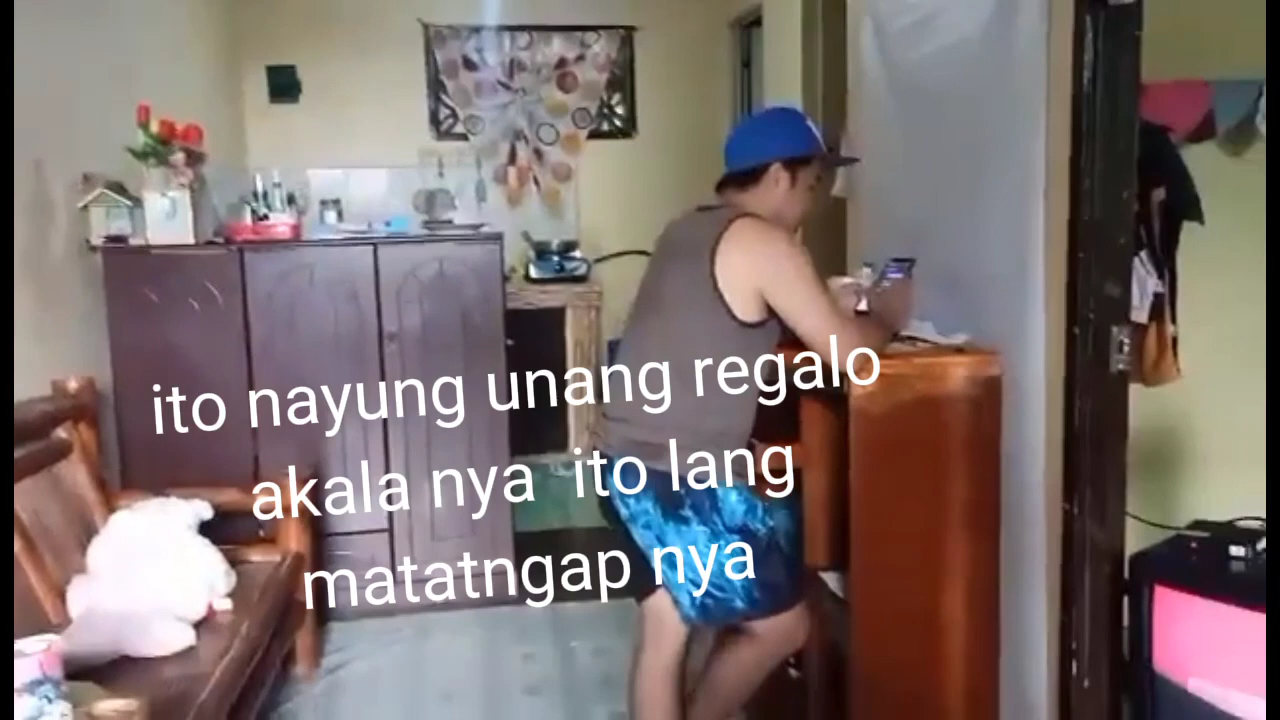 ito nayung unang regalo
akala nya  ito lang
matatngap nya